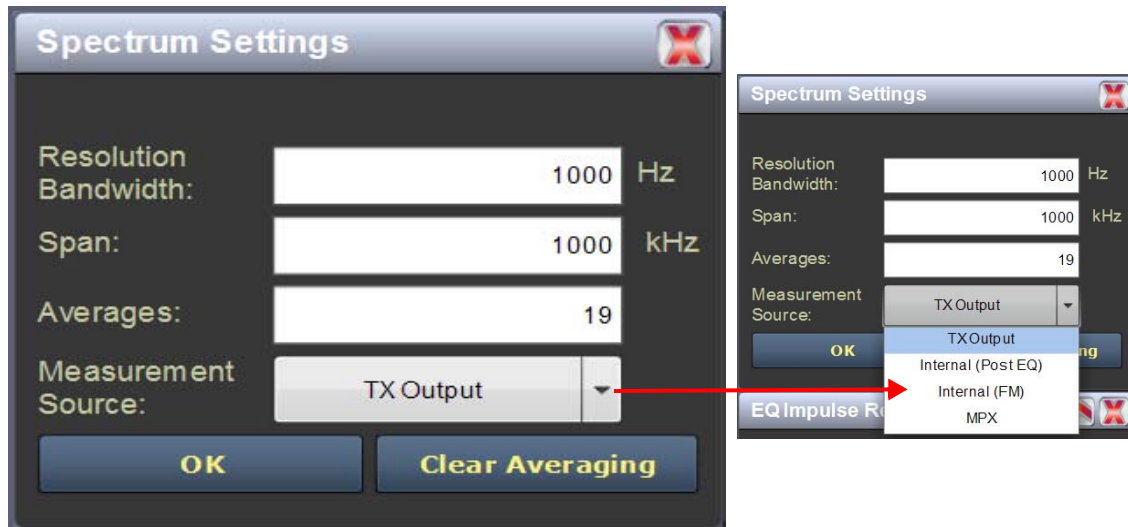 Spectrum Settings
Resolution
Bandwidth:
1000 Hz
Span:
1000 kHz
Averages:
19
Measurement
Source:
TX Output
OK
Clear Averaging
Spectrum Settings
Resolution
Bandwidth:
1000 Hz
Span:
1000 kHz
Averages:
19
Measurement
Source:
TX Output
TX Output
Internal (Post EQ)
Internal (FM)
MPX
OK
ng
EQ Impulse R